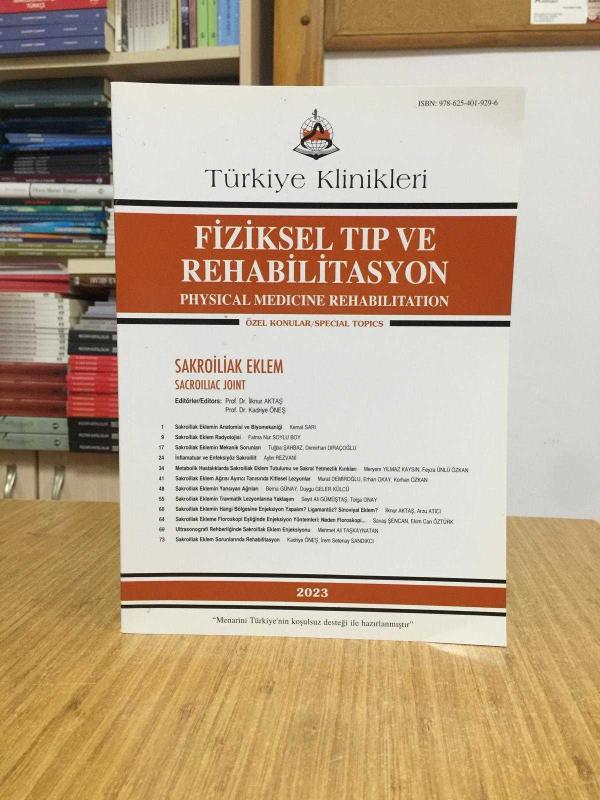 ISBN: 978-625-401-929-6
Türkiye Klinikleri
FİZİKSEL TIP VE
REHABİLİTASYON
PHYSICAL MEDICINE REHABILITATION
ÖZEL KONULAR/SPECIAL TOPICS
SAKROİLİAK EKLEM
SACROILIAC JOINT
Editörler/Editors: Prof. Dr. İlknur AKTAŞ
Prof. Dr. Kadriye ÖNEŞ
1 Sakroiliak Eklemin Anatomisi ve Biyomekaniği Kemal SARI
9 Sakroiliak Eklem Radyolojisi Fatma Nur SOYLU BOY
17 Sakroiliak Eklemin Mekanik Sorunları Tuğba ŞAHBAZ, Demirhan DIRAÇOĞLU
24 İnflamatuar ve Enfeksiyöz Sakroiliit Aylin REZVANİ
34 Metabolik Hastalıklarda Sakroiliak Eklem Tutulumu ve Sakral Yetmezlik Kırıkları Meryem YILMAZ KAYSIN, Feyza ÜNLÜ ÖZKAN
41 Sakroiliak Eklem Ağrısı Ayırıcı Tanısında Kitlesel Lezyonlar Murat DEMİROĞLU, Erhan OKAY, Korhan ÖZKAN
48 Sakroiliak Eklemin Yansıyan Ağrıları Berna GÜNAY, Duygu GELER KÜLCÜ
55 Sakroiliak Eklemin Travmatik Lezyonlarına Yaklaşım Seyit Ali GÜMÜŞTAŞ, Tolga ONAY
60 Sakroiliak Eklemin Hangi Bölgesine Enjeksiyon Yapalım? Ligamantöz? Sinoviyal Eklem? İlknur AKTAŞ, Arzu ATICI
64 Sakroiliak Ekleme Floroskopi Eşliğinde Enjeksiyon Yöntemleri: Neden Floroskopi... Savaş ŞENCAN, Ekim Can ÖZTÜRK
69 Ultrasonografi Rehberliğinde Sakroiliak Eklem Enjeksiyonu Mehmet Ali TAŞKAYNATAN
73 Sakroiliak Eklem Sorunlarında Rehabilitasyon Kadriye ÖNEŞ, İrem Setenay SANDIKCI
2023
"Menarini Türkiye'nin koşulsuz desteği ile hazırlanmıştır"